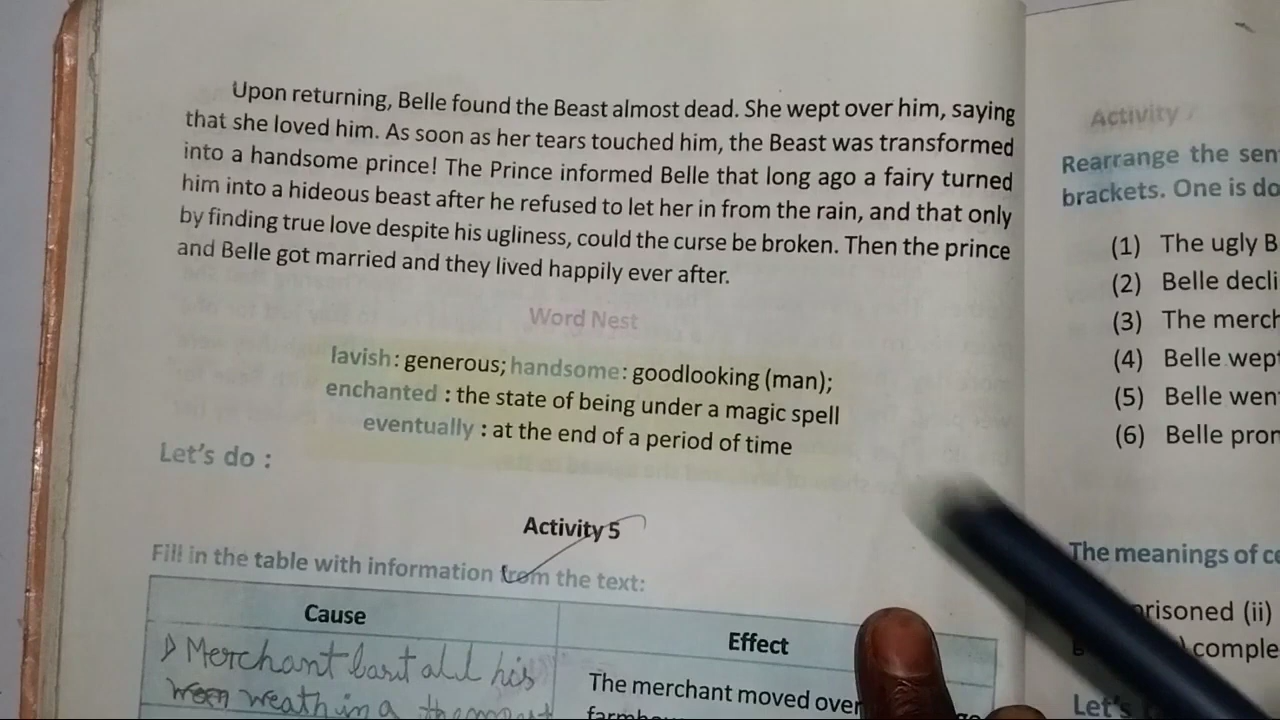 Upon returning, Belle found the Beast almost dead. She wept over him, saying
that she loved him. As soon as her tears touched him, the Beast was transformed
into a handsome prince! The Prince informed Belle that long ago a fairy turned
him into a hideous beast after he refused to let her in from the rain, and that only
by finding true love despite his ugliness, could the curse be broken. Then the prince
and Belle got married and they lived happily ever after.
Word Nest
lavish : generous; handsome : goodlooking (man);
enchanted : the state of being under a magic spell
eventually : at the end of a period of time
Let's do :
Activity 5
Fill in the table with information from the text:
Cause
Effect
Merchant all his
The merchant moved over
Activity
Rearrange the sen
brackets. One is do
(1) The ugly B
(2) Belle decli
(3) The merch
(4) Belle wept
(5) Belle wen
(6) Belle pron
The meanings of co
risoned (ii)
comple
Let's